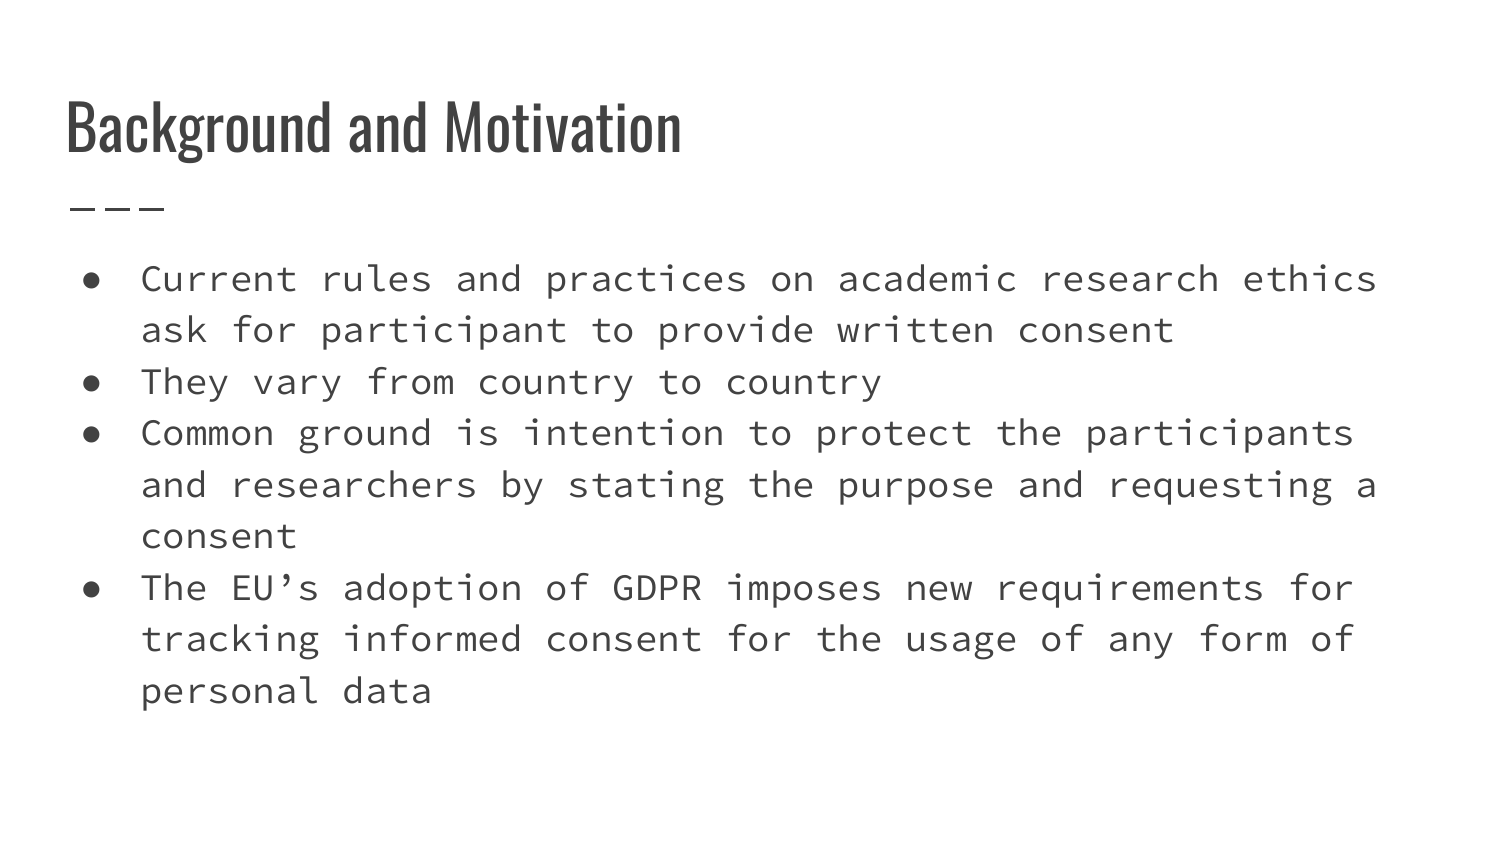 Background and Motivation
● Current rules and practices on academic research ethics
ask for participant to provide written consent
● They vary from country to country
● Common ground is intention to protect the participants
and researchers by stating the purpose and requesting a
consent
● The EU’s adoption of GDPR imposes new requirements for
tracking informed consent for the usage of any form of
personal data